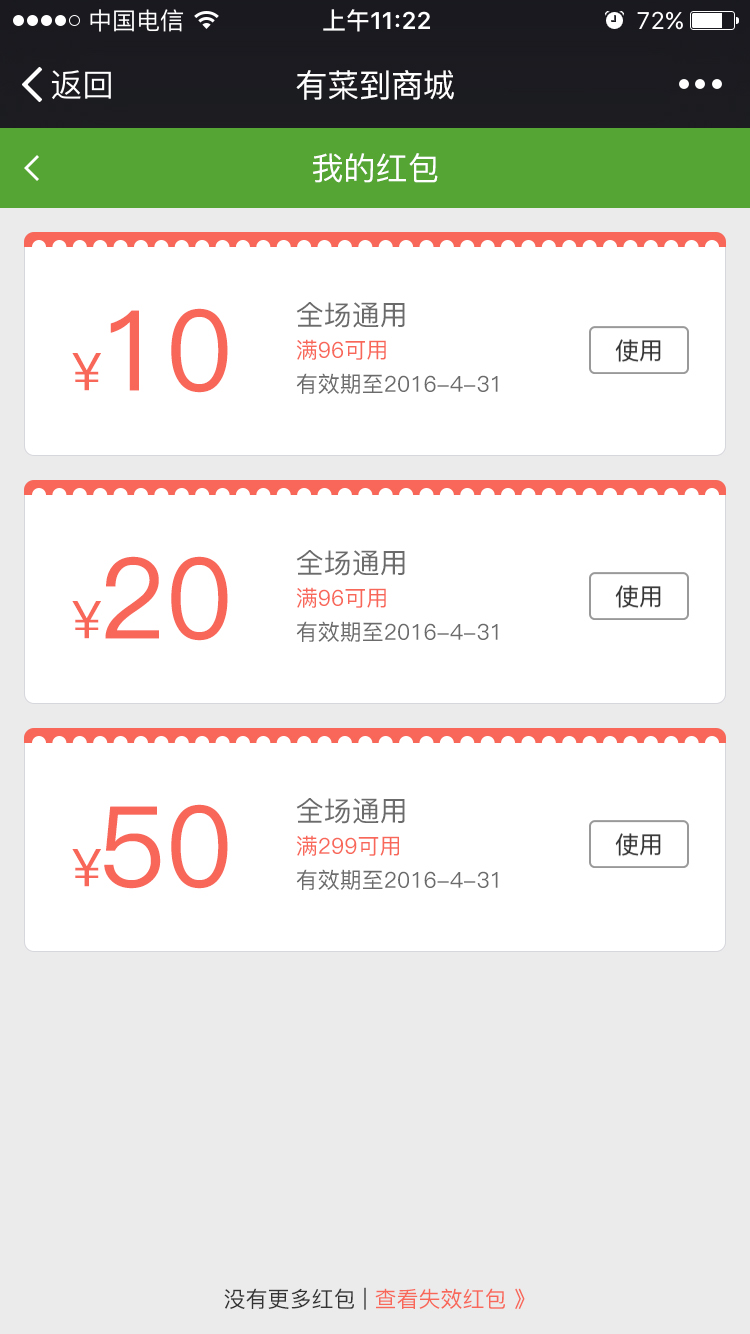 中国电信 上午11:22 72%
返回 有菜到商城
我的红包
¥10
全场通用
满96可用
有效期至2016-4-31
使用
¥20
全场通用
满96可用
有效期至2016-4-31
使用
¥50
全场通用
满299可用
有效期至2016-4-31
使用
没有更多红包 | 查看失效红包 》